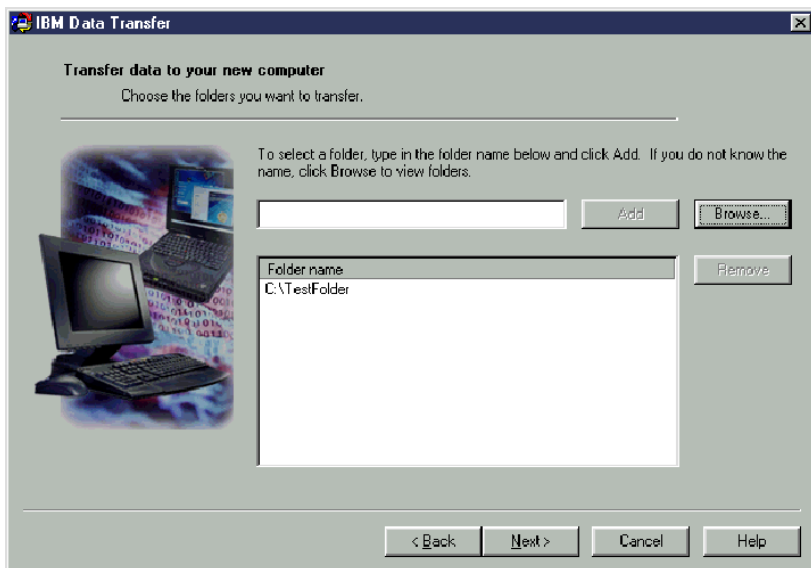 IBM Data Transfer
Transfer data to your new computer
Choose the folders you want to transfer.
To select a folder, type in the folder name below and click Add. If you do not know the
name, click Browse to view folders.
Add
Browse...
Folder name
Remove
C:\TestFolder
< Back
Next >
Cancel
Help